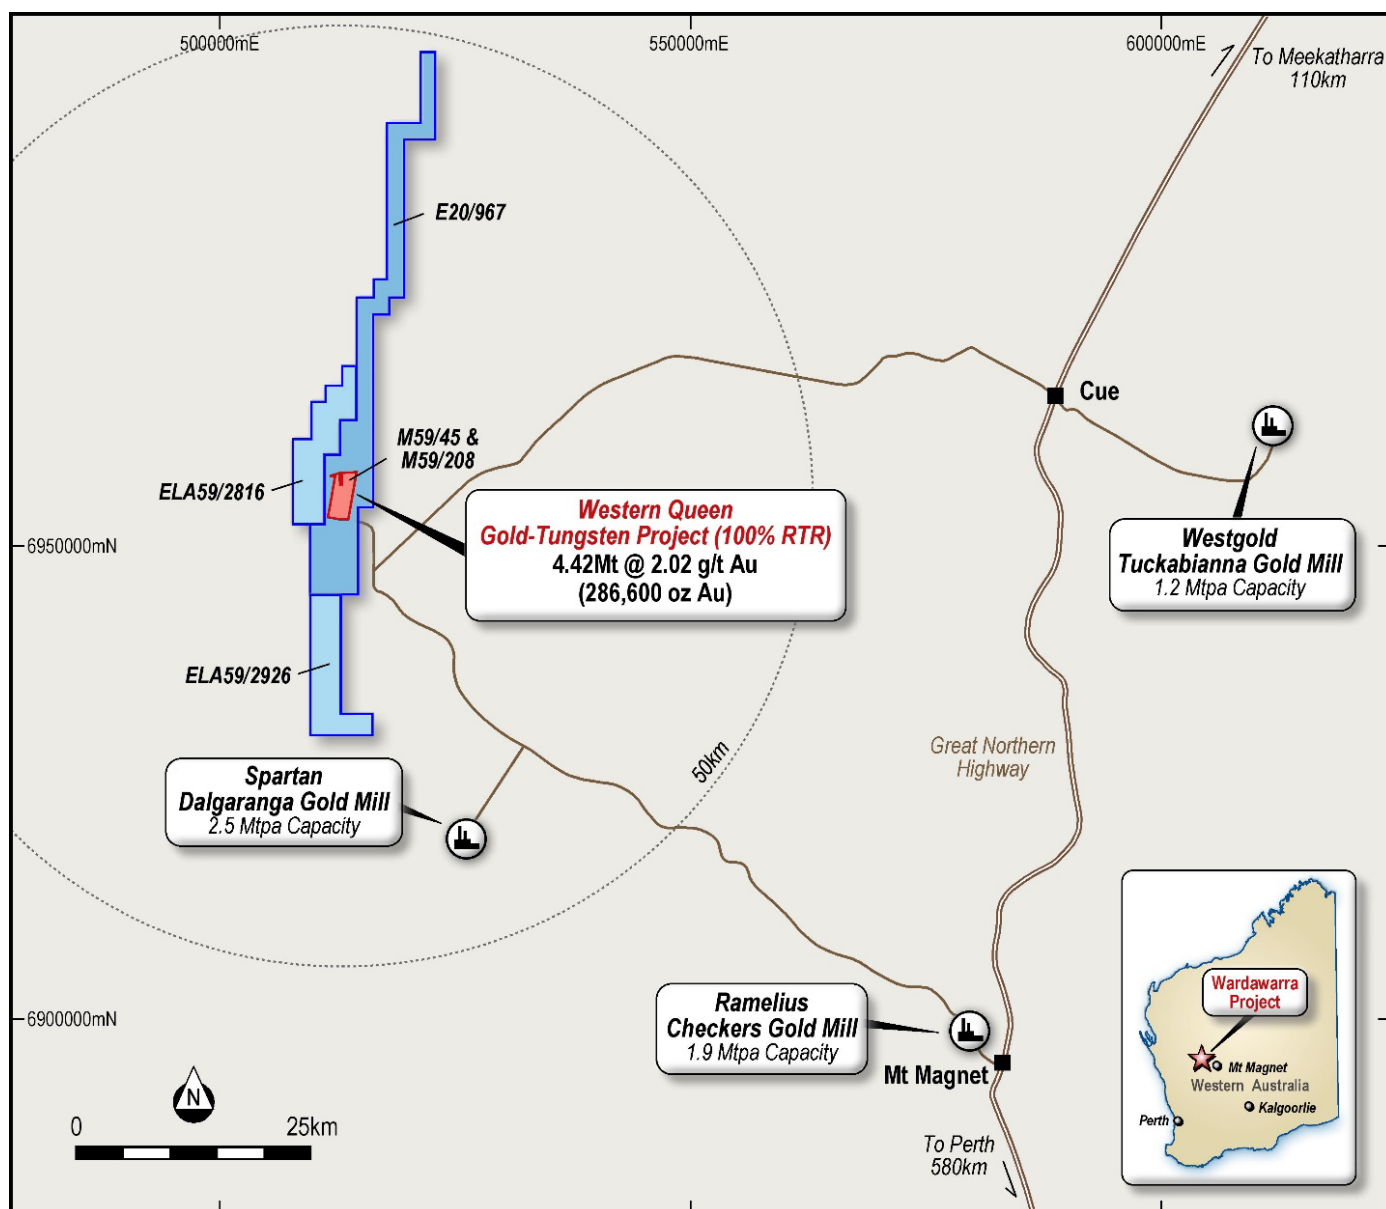 500000mE
550000mE
600000mE
To Meekatharra
110km
E20/967
M59/45 &
M59/208
ELA59/2816
Cue
Western Queen
Gold-Tungsten Project (100% RTR)
4.42Mt @ 2.02 g/t Au
(286,600 oz Au)
Westgold
Tuckabianna Gold Mill
1.2 Mtpa Capacity
6950000mN
ELA59/2926
Great Northern
Highway
50km
Spartan
Dalgaranga Gold Mill
2.5 Mtpa Capacity
Ramelius
Checkers Gold Mill
1.9 Mtpa Capacity
6900000mN
Mt Magnet
To Perth
580km
N
0
25km
Wardawarra
Project
Mt Magnet
Western Australia
Kalgoorlie
Perth